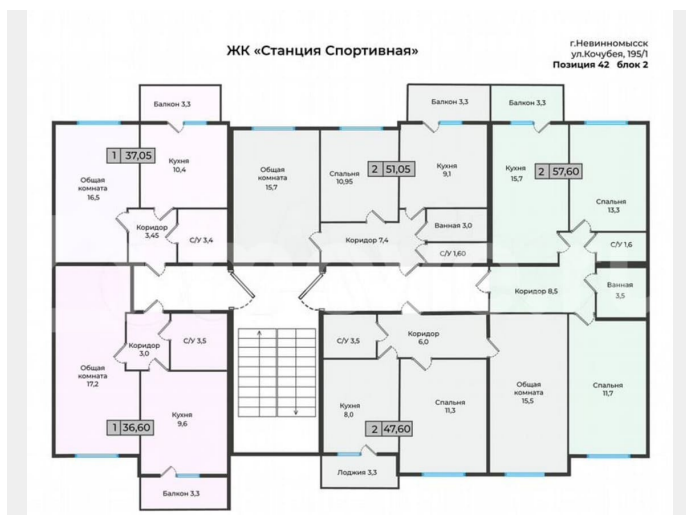 ЖК «Станция Спортивная»
г.Невинномысск
ул.Кочубея, 195/1
Позиция 42 блок 2
Балкон 3,3
Балкон 3,3
Балкон 3,3
1 37,05
Общая
комната
16,5
Кухня
10,4
Коридор
3,45
С/У 3,4
Общая
комната
15,7
Спальня
10,95
2 51,05
Кухня
9,1
Коридор 7,4
Ванная 3,0
С/У 1,60
Кухня
15,7
2 57,60
Спальня
13,3
С/У 1,6
Коридор 8,5
Ванная
3,5
Общая
комната
17,2
Коридор
3,0
С/У 3,5
1 36,60
Кухня
9,6
Балкон 3,3
С/У 3,5
Коридор
6,0
Кухня
8,0
Спальня
11,3
2 47,60
Лоджия 3,3
Общая
комната
15,5
Спальня
11,7